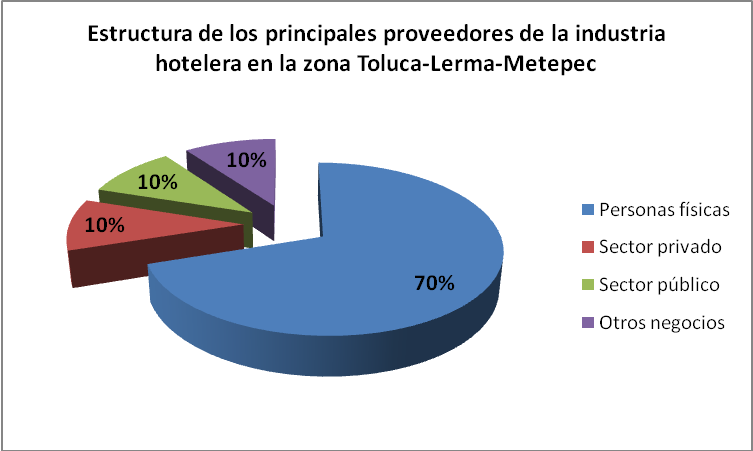 Estructura de los principales proveedores de la industria
hotelera en la zona Toluca-Lerma-Metepec
10%
10%
10%
70%
Personas físicas
Sector privado
Sector público
Otros negocios